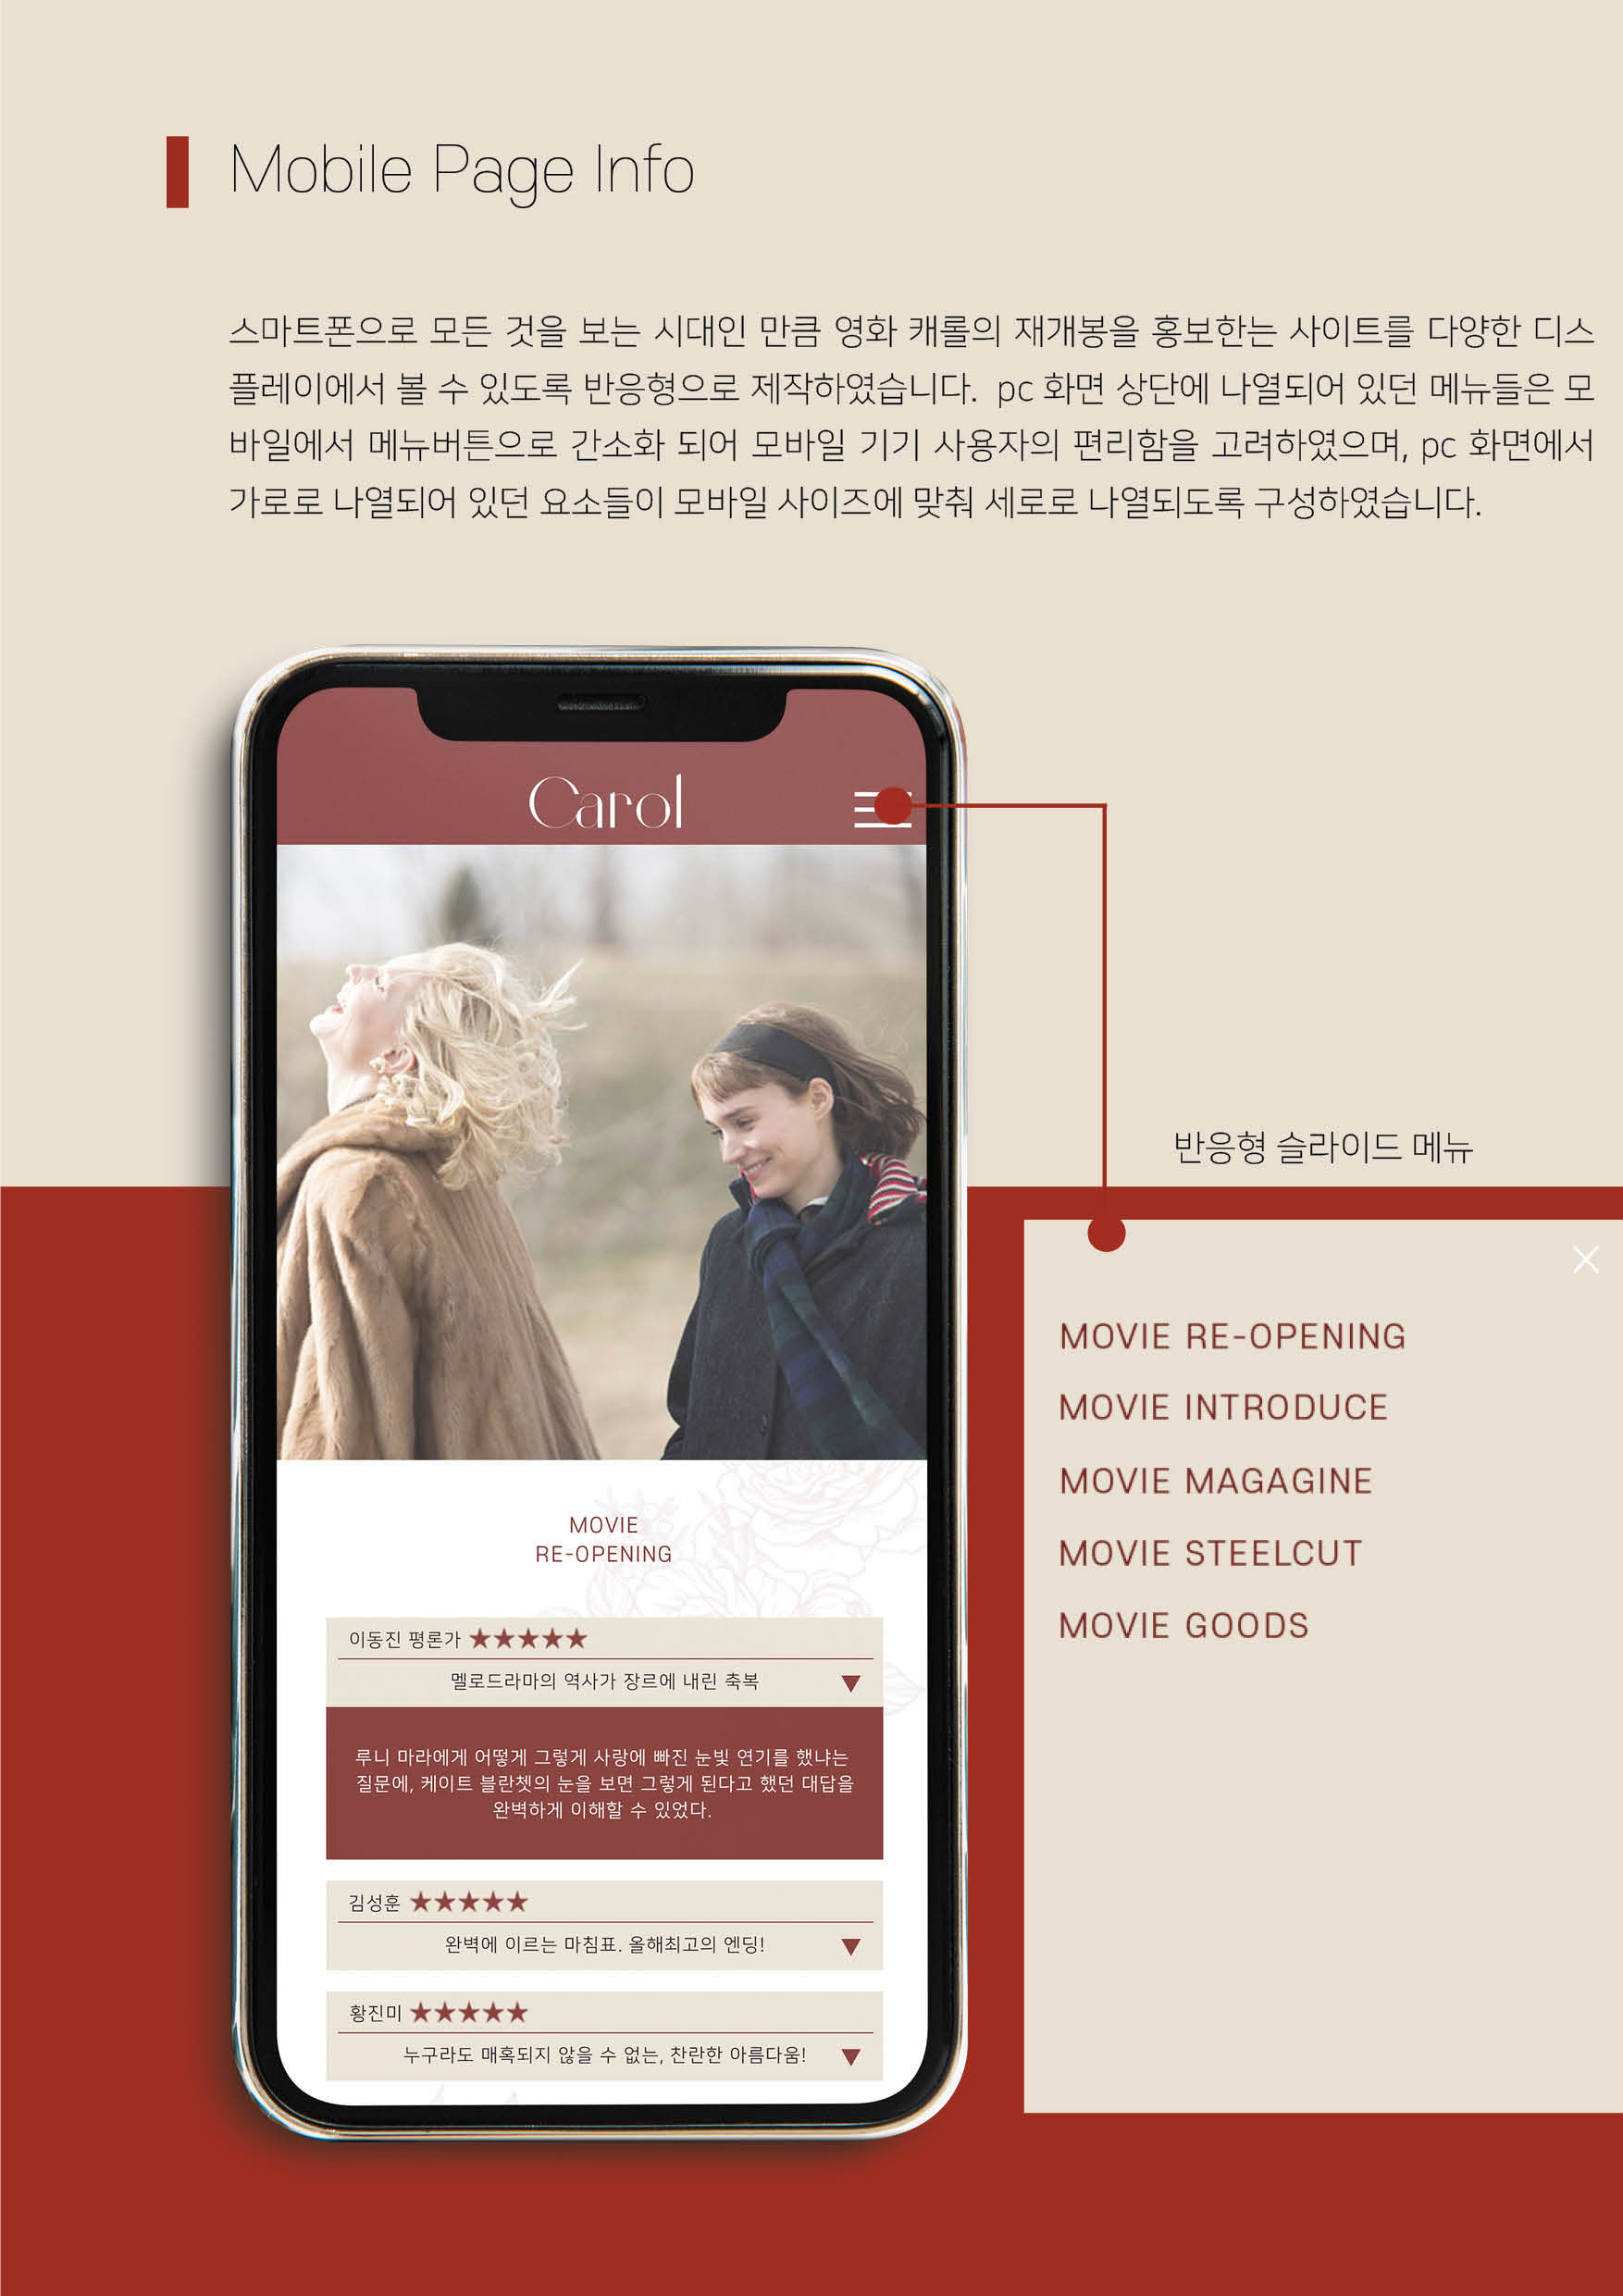 Mobile Page Info
스마트폰으로 모든 것을 보는 시대인 만큼 영화 캐롤의 재개봉을 홍보한는 사이트를 다양한 디스
플레이에서 볼 수 있도록 반응형으로 제작하였습니다. pc 화면 상단에 나열되어 있던 메뉴들은 모
바일에서 메뉴버튼으로 간소화 되어 모바일 기기 사용자의 편리함을 고려하였으며, pc 화면에서
가로로 나열되어 있던 요소들이 모바일 사이즈에 맞춰 세로로 나열되도록 구성하였습니다.
Carol
반응형 슬라이드 메뉴
MOVIE RE-OPENING
MOVIE INTRODUCE
MOVIE MAGAGINE
MOVIE STEELCUT
MOVIE GOODS
MOVIE
RE-OPENING
이동진 평론가 ★★★★★
멜로드라마의 역사가 장르에 내린 축복
루니 마라에게 어떻게 그렇게 사랑에 빠진 눈빛 연기를 했냐는
질문에, 케이트 블란쳇의 눈을 보면 그렇게 된다고 했던 대답을
완벽하게 이해할 수 있었다.
김성훈 ★★★★★
완벽에 이르는 마침표. 올해최고의 엔딩!
황진미 ★★★★★
누구라도 매혹되지 않을 수 없는, 찬란한 아름다움!